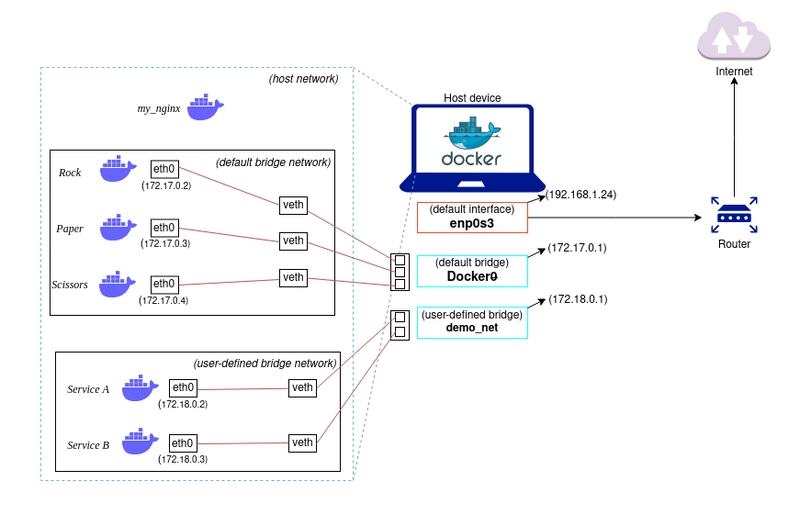 Internet
(host network)
my_nginx
Host device
docker
(default bridge network)
Rock
eth0
(172.17.0.2)
veth
Paper
eth0
(172.17.0.3)
veth
Scissors
eth0
(172.17.0.4)
veth
(192.168.1.24)
(default interface)
enp0s3
Router
(172.17.0.1)
(default bridge)
Docker0
(172.18.0.1)
(user-defined bridge)
demo_net
(user-defined bridge network)
Service A
eth0
(172.18.0.2)
veth
Service B
eth0
(172.18.0.3)
veth